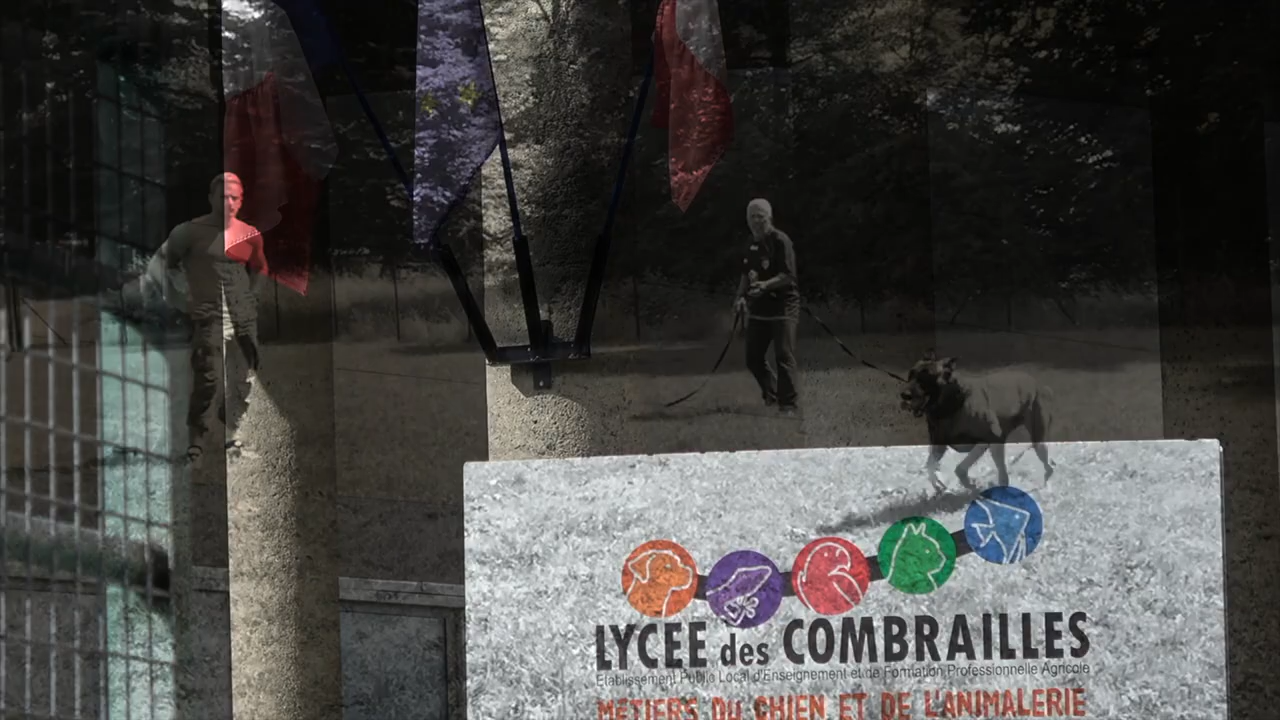 LYCEE des COMBRAILLES
Etablissement Public Local d'Enseignement et de Formation Professionnelle Agricole
METIERS DU CHIEN ET DE L'ANIMALERIE